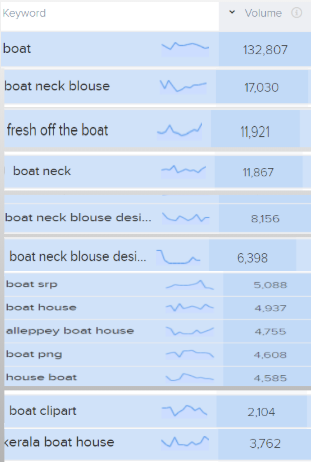 Keyword Volume
boat 132,807
boat neck blouse 17,030
fresh off the boat 11,921
boat neck 11,867
boat neck blouse desi... 8,156
boat neck blouse desi... 6,398
boat srp 5,088
boat house 4,937
alleppey boat house 4,755
boat png 4,608
house boat 4,585
boat clipart 2,104
kerala boat house 3,762